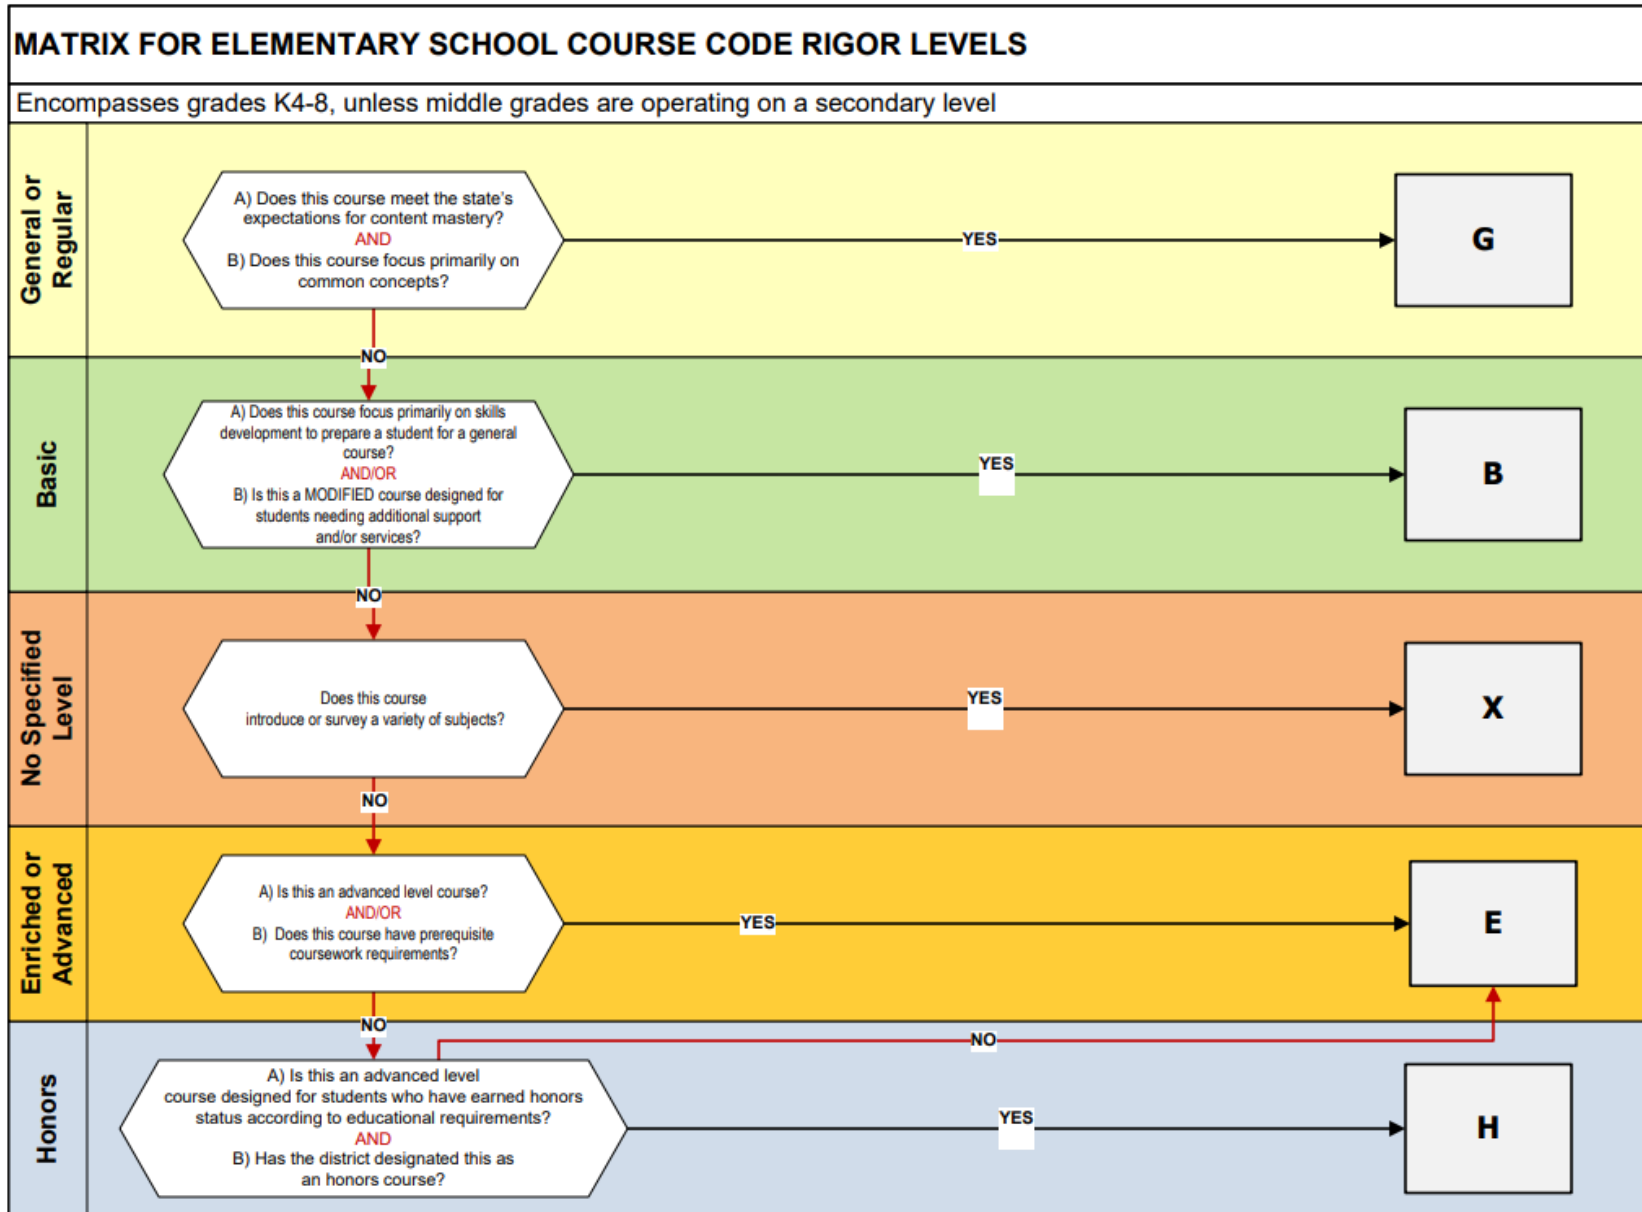 MATRIX FOR ELEMENTARY SCHOOL COURSE CODE RIGOR LEVELS
Encompasses grades K4-8, unless middle grades are operating on a secondary level
General or
Regular
A) Does this course meet the state's
expectations for content mastery?
AND
B) Does this course focus primarily on
common concepts?
YES
G
NO
Basic
A) Does this course focus primarily on skills
development to prepare a student for a general
course?
AND/OR
B) Is this a MODIFIED course designed for
students needing additional support
and/or services?
YES
B
NO
No Specified
Level
Does this course
introduce or survey a variety of subjects?
YES
X
NO
Enriched or
Advanced
A) Is this an advanced level course?
AND/OR
B) Does this course have prerequisite
coursework requirements?
YES
E
NO
NO
Honors
A) Is this an advanced level
course designed for students who have earned honors
status according to educational requirements?
AND
B) Has the district designated this as
an honors course?
YES
H